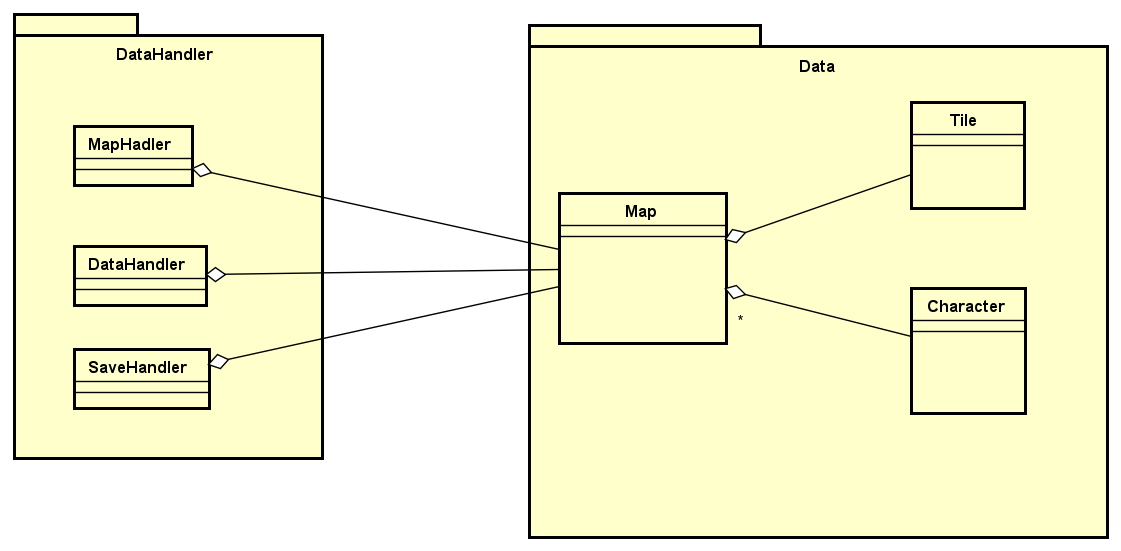 DataHandler
MapHadler
DataHandler
SaveHandler
Data
Tile
Map
Character
*